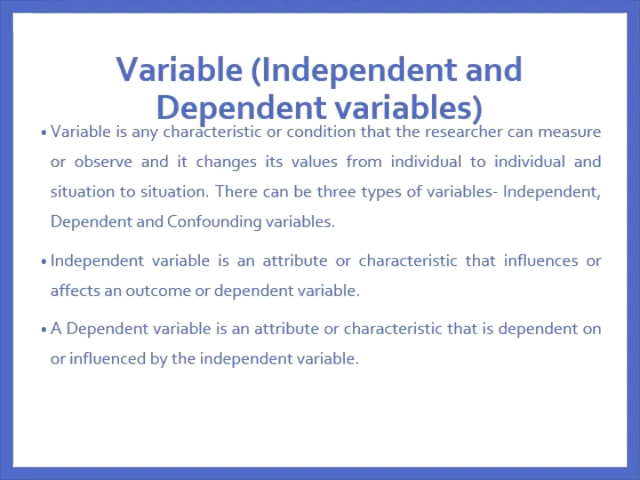 Variable (Independent and
Dependent variables)
• Variable is any characteristic or condition that the researcher can measure
or observe and it changes its values from individual to individual and
situation to situation. There can be three types of variables- Independent,
Dependent and Confounding variables.
• Independent variable is an attribute or characteristic that influences or
affects an outcome or dependent variable.
• A Dependent variable is an attribute or characteristic that is dependent on
or influenced by the independent variable.